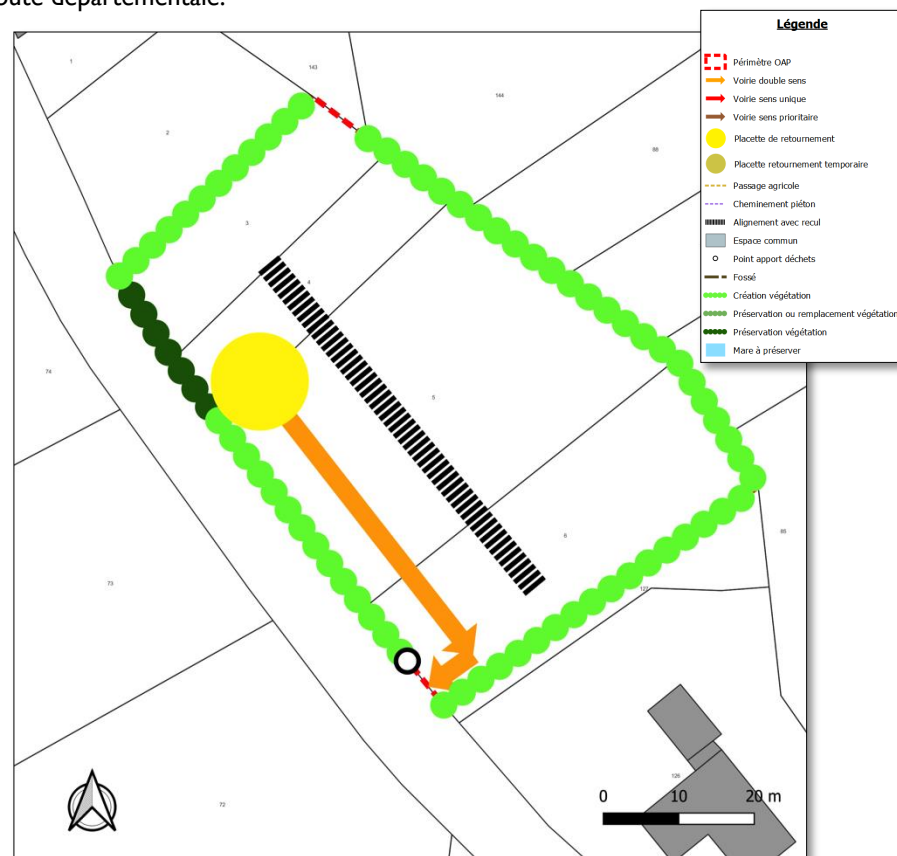 oute départementale.
Légende
Périmètre OAP
Voirie double sens
Voirie sens unique
Voirie sens prioritaire
Placette de retournement
Placette retournement temporaire
Passage agricole
Cheminement piéton
Alignement avec recul
Espace commun
Point apport déchets
Fossé
Création végétation
Préservation ou remplacement végétation
Préservation végétation
Mare à préserver
1
143
144
2
88
3
4
74
5
6
85
73
127
126
72
0 10 20 m